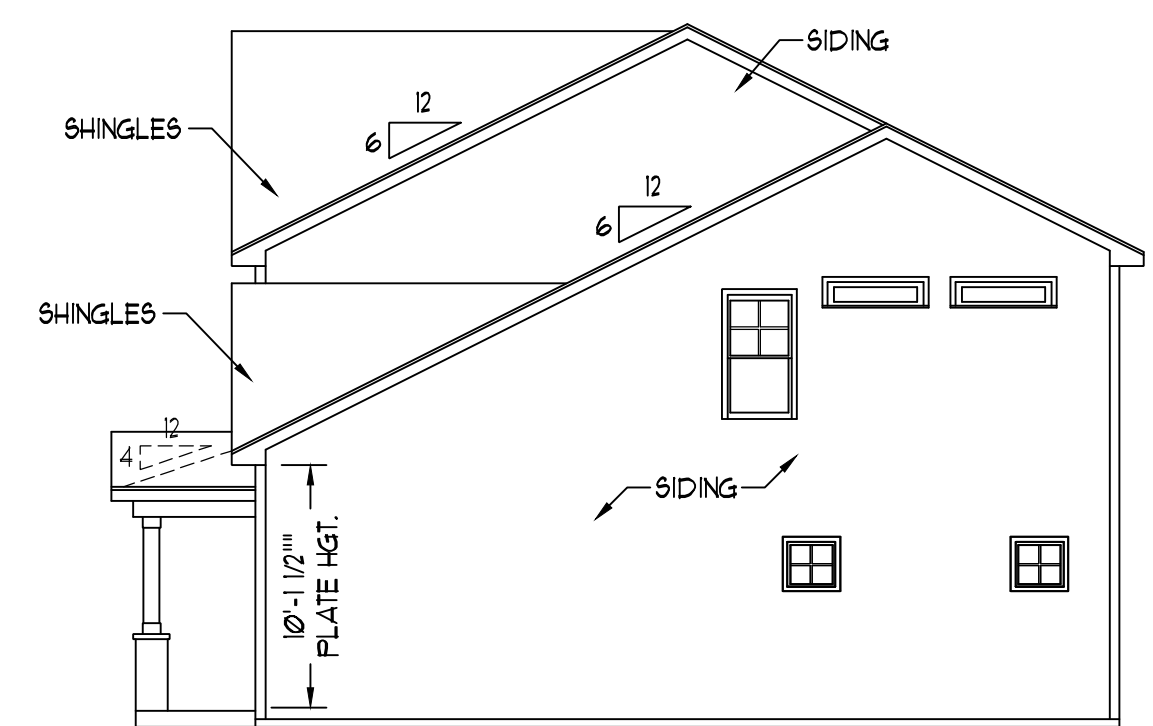 SIDING
12
6
SHINGLES
12
6
SHINGLES
12
4
SIDING
10'-1 1/2""
PLATE HGT.